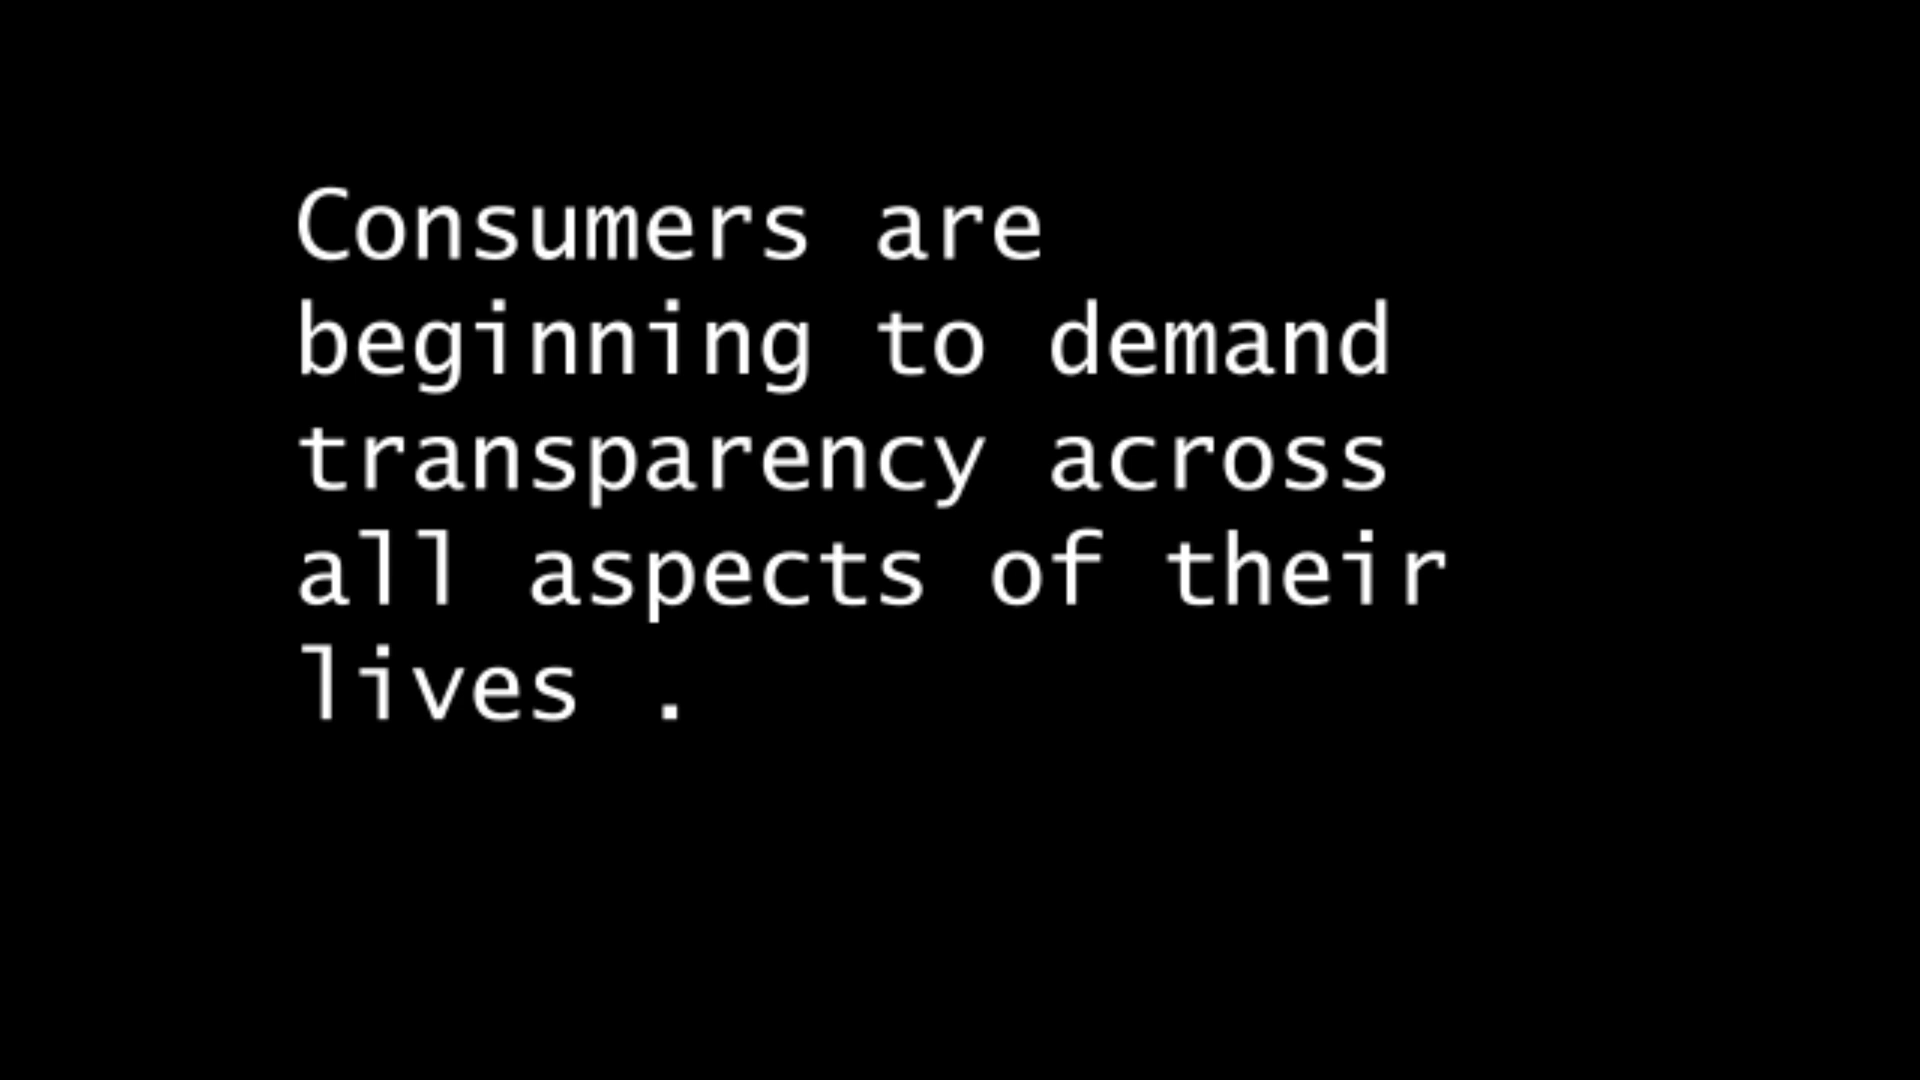 Consumers are
beginning to demand
transparency across
all aspects of their
lives .